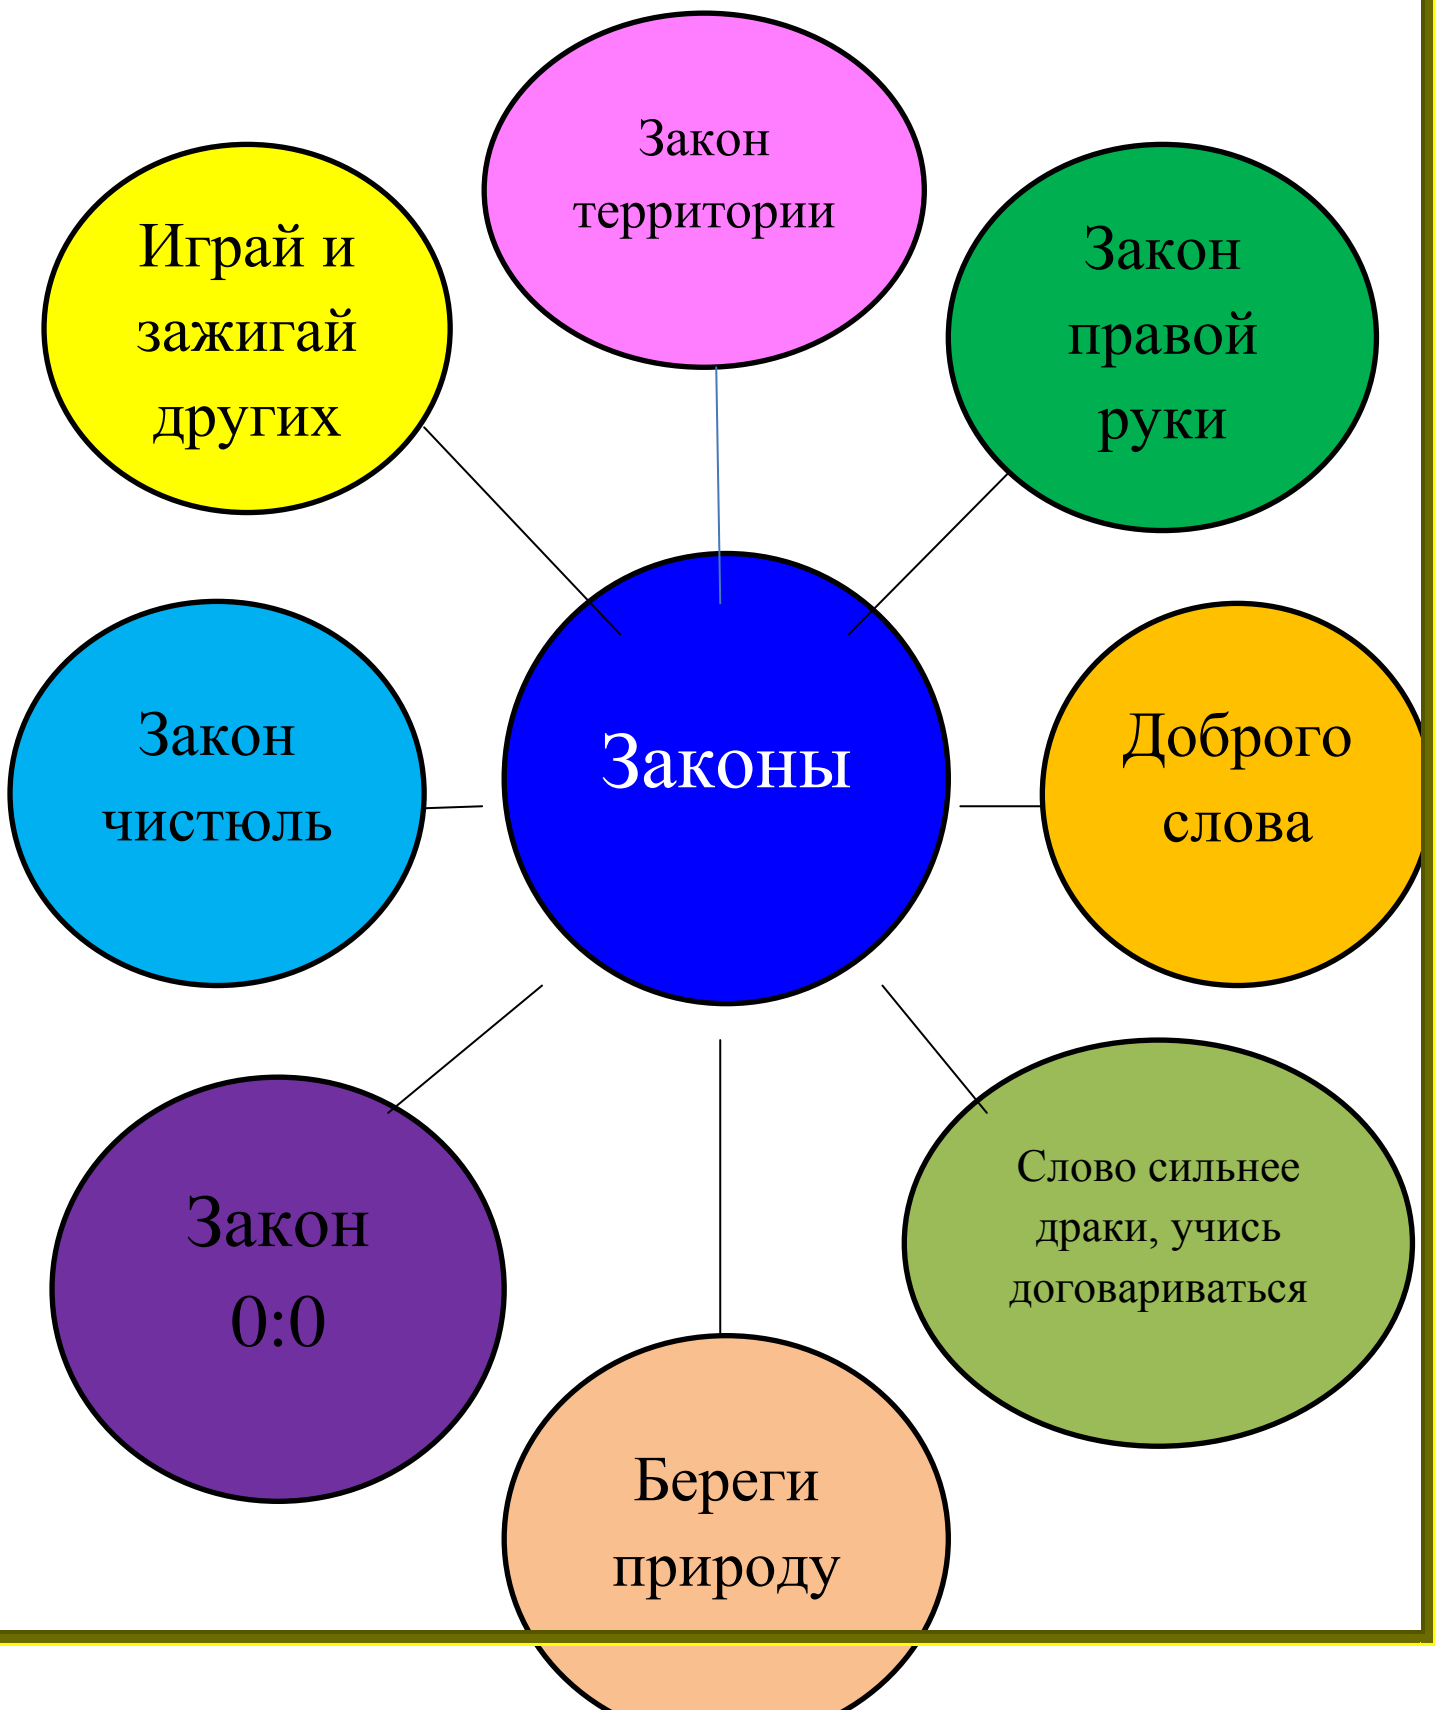 Закон
территории
Играй и
зажигай
других
Закон
правой
руки
Закон
чистюль
Законы
Доброго
слова
Закон
0:0
Слово сильнее
драки, учись
договариваться
Береги
природу